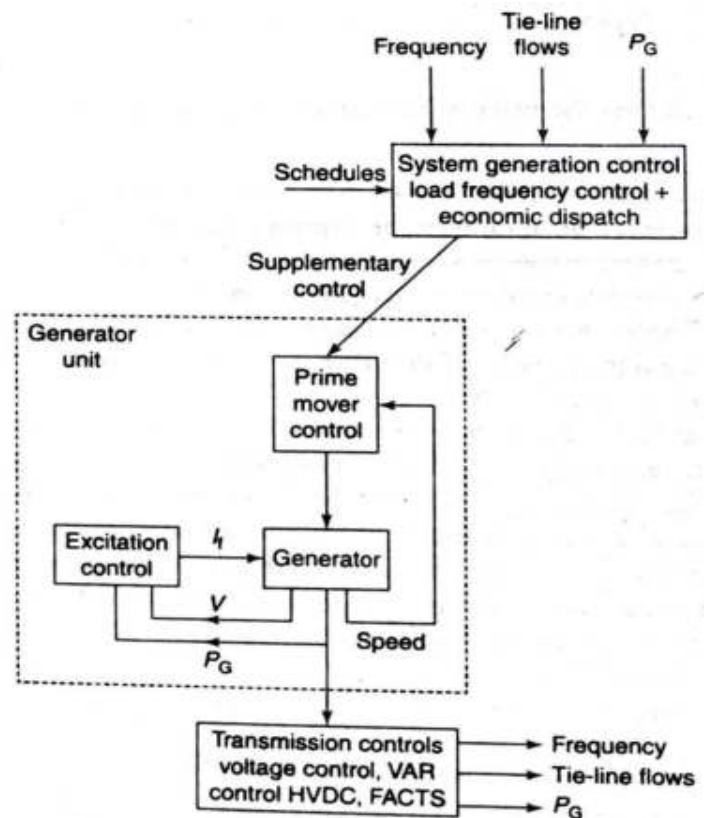 Tie-line
Frequency flows P_G
Schedules
System generation control
load frequency control +
economic dispatch
Supplementary
control
Generator
unit
Prime
mover
control
Excitation
control
I_f
Generator
V
P_G
Speed
Transmission controls
voltage control, VAR
control HVDC, FACTS
Frequency
Tie-line flows
P_G